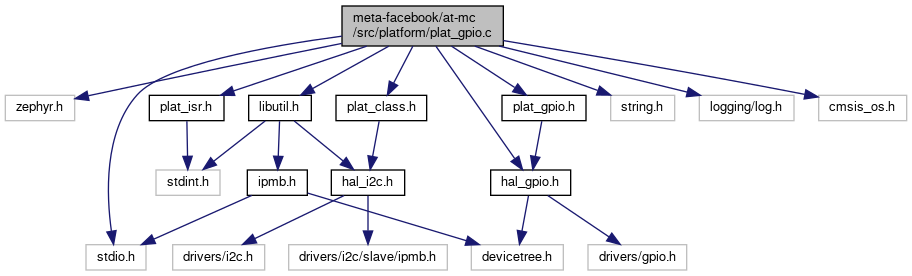 meta-facebook/at-mc
/src/platform/plat_gpio.c
zephyr.h
plat_isr.h
libutil.h
plat_class.h
plat_gpio.h
string.h
logging/log.h
cmsis_os.h
stdint.h
ipmb.h
hal_i2c.h
hal_gpio.h
stdio.h
drivers/i2c.h
drivers/i2c/slave/ipmb.h
devicetree.h
drivers/gpio.h